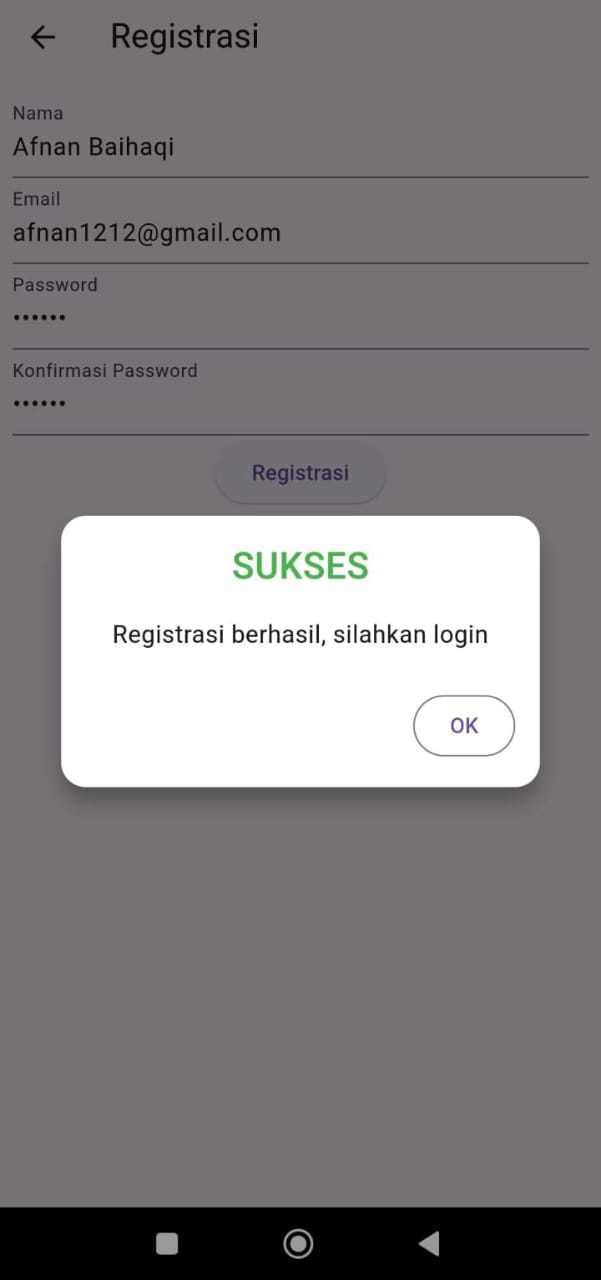 Registrasi
Nama
Afnan Baihaqi
Email
afnan1212@gmail.com
Password
••••••
Konfirmasi Password
••••••
Registrasi
SUKSES
Registrasi berhasil, silahkan login
OK